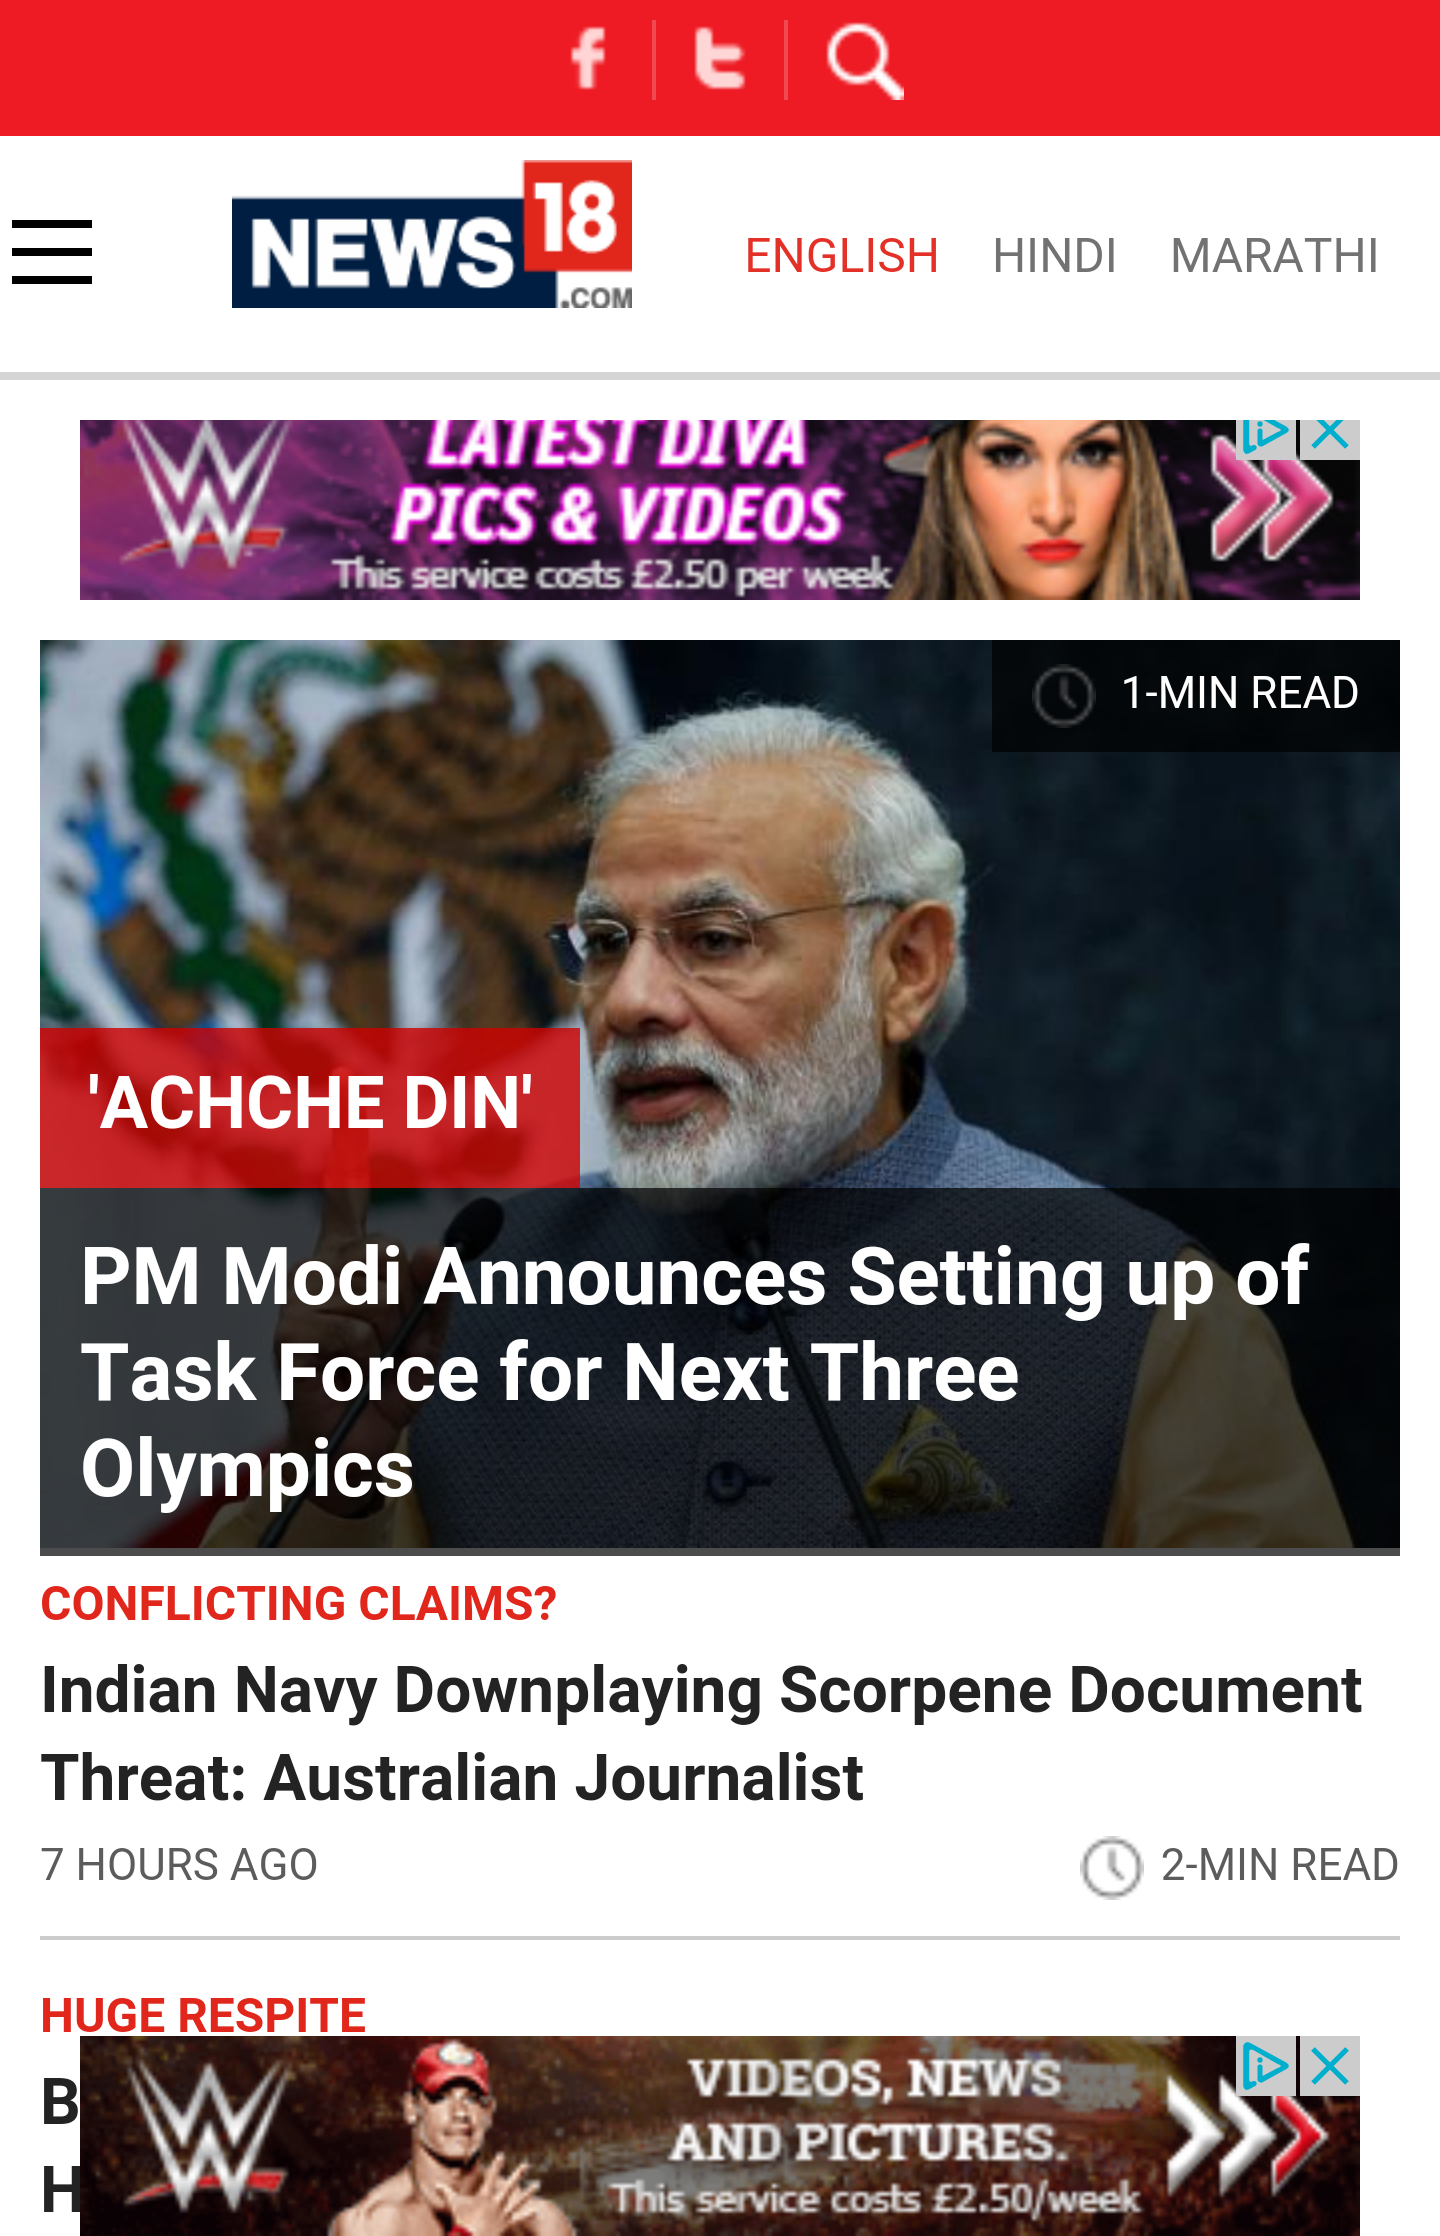 NEWS 18
.COM
ENGLISH HINDI MARATHI
LATEST DIVA
PICS & VIDEOS
This service costs £2.50 per week
1-MIN READ
'ACHCHE DIN'
PM Modi Announces Setting up of
Task Force for Next Three
Olympics
CONFLICTING CLAIMS?
Indian Navy Downplaying Scorpene Document
Threat: Australian Journalist
7 HOURS AGO 2-MIN READ
HUGE RESPITE
VIDEOS, NEWS
AND PICTURES.
This service costs £2.50/week